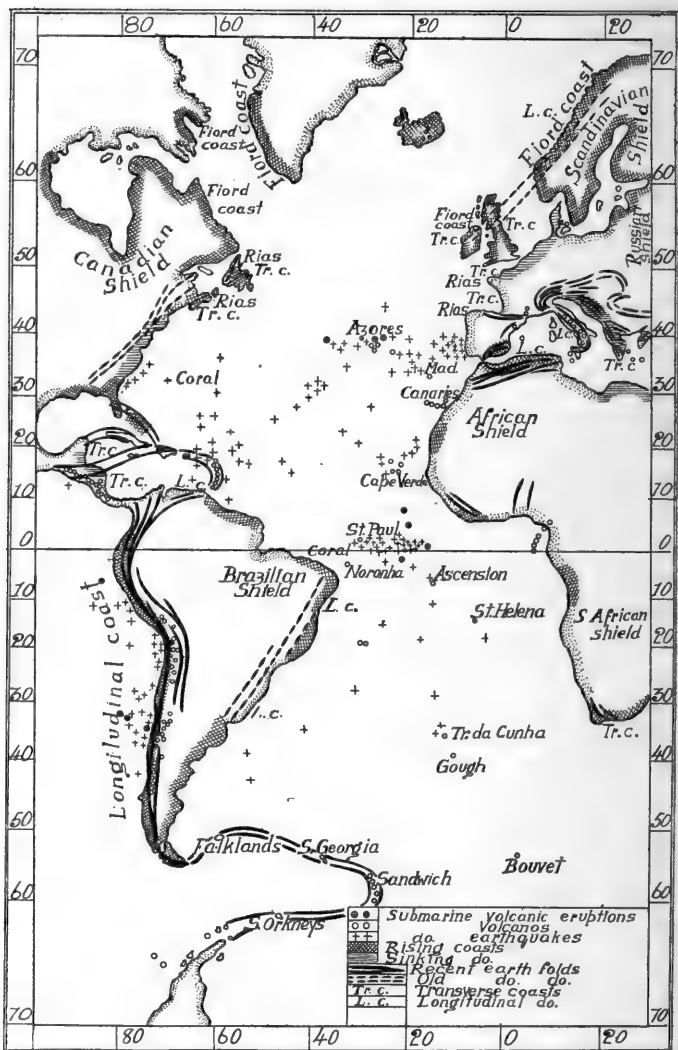 80 60 40 20 0 20
70 70
Fiord coast
L. c.
Fiord coast
Scandinavian
Shield
Fiord
coast
Fiord
coast
60 60
Fiord
coast
Tr. c.
Tr. c
Russian
Shield
Canadian
Shield
50 50
Rias
Tr. c.
Tr. c.
Rias
Tr. c.
Rias
Rias
Tr. c.
40 40
Azores
L.c.
L. c.
Tr. c
Mad.
Coral
30 30
Canaries
African
Shield
20 20
Tr.c
Tr. c.
L. c.
Cape Verde
10 10
St. Paul
0 0
Coral
Brazilian
Shield
Noronha
Ascension
10 10
L. c.
St. Helena
S African
shield
Longitudinal coast
20 20
30 30
L. c.
Tr. da Cunha
Tr. c.
40 40
Gough
50 50
Falklands
S. Georgia
Bouvet
Sandwich
60 60
S. Orkneys
Submarine volcanic eruptions
Volcanos
do. earthquakes
Rising coasts
Sinking do.
Recent earth folds
Old do. do.
Tr. c. Transverse coasts
L. c. Longitudinal do.
70 70
80 60 40 20 0 20